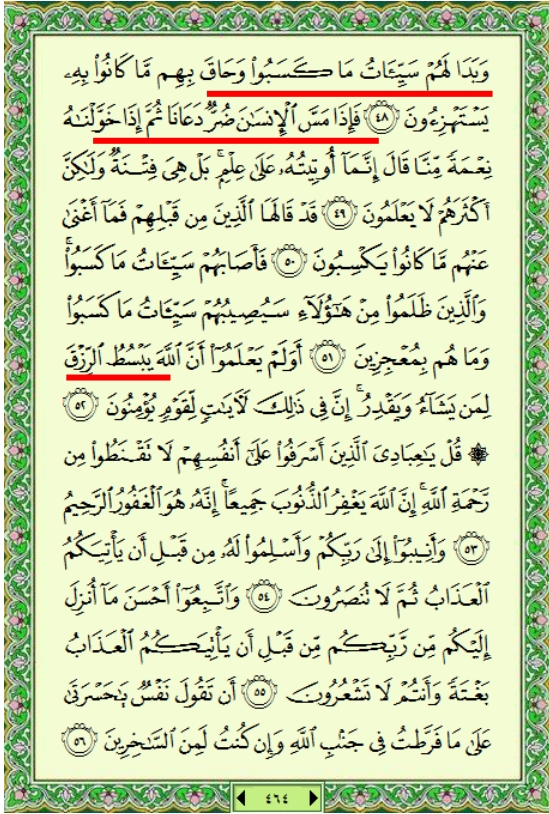 وَبَدَا لَهُمْ سَيِّـَٔاتُ مَا كَسَبُوا۟ وَحَاقَ بِهِم مَّا كَانُوا۟ بِهِۦ
يَسْتَهْزِءُونَ ٤٨ فَإِذَا مَسَّ ٱلْإِنسَـٰنَ ضُرٌّ دَعَانَا ثُمَّ إِذَا خَوَّلْنَـٰهُ
نِعْمَةً مِّنَّا قَالَ إِنَّمَآ أُوتِيتُهُۥ عَلَىٰ عِلْمٍۭ ۚ بَلْ هِىَ فِتْنَةٌ وَلَـٰكِنَّ
أَكْثَرَهُمْ لَا يَعْلَمُونَ ٤٩ قَدْ قَالَهَا ٱلَّذِينَ مِن قَبْلِهِمْ فَمَآ أَغْنَىٰ
عَنْهُم مَّا كَانُوا۟ يَكْسِبُونَ ٥٠ فَأَصَابَهُمْ سَيِّـَٔاتُ مَا كَسَبُوا۟ ۚ
وَٱلَّذِينَ ظَلَمُوا۟ مِنْ هَـٰٓؤُلَآءِ سَيُصِيبُهُمْ سَيِّـَٔاتُ مَا كَسَبُوا۟
وَمَا هُم بِمُعْجِزِينَ ٥١ أَوَلَمْ يَعْلَمُوٓا۟ أَنَّ ٱللَّهَ يَبْسُطُ ٱلرِّزْقَ
لِمَن يَشَآءُ وَيَقْدِرُ ۚ إِنَّ فِى ذَٰلِكَ لَـَٔايَـٰتٍ لِّقَوْمٍ يُؤْمِنُونَ ٥٢
۞ قُلْ يَـٰعِبَادِىَ ٱلَّذِينَ أَسْرَفُوا۟ عَلَىٰٓ أَنفُسِهِمْ لَا تَقْنَطُوا۟ مِن
رَّحْمَةِ ٱللَّهِ ۚ إِنَّ ٱللَّهَ يَغْفِرُ ٱلذُّنُوبَ جَمِيعًا ۚ إِنَّهُۥ هُوَ ٱلْغَفُورُ ٱلرَّحِيمُ
٥٣ وَأَنِيبُوٓا۟ إِلَىٰ رَبِّكُمْ وَأَسْلِمُوا۟ لَهُۥ مِن قَبْلِ أَن يَأْتِيَكُمُ
ٱلْعَذَابُ ثُمَّ لَا تُنصَرُونَ ٥٤ وَٱتَّبِعُوٓا۟ أَحْسَنَ مَآ أُنزِلَ
إِلَيْكُم مِّن رَّبِّكُم مِّن قَبْلِ أَن يَأْتِيَكُمُ ٱلْعَذَابُ
بَغْتَةً وَأَنتُمْ لَا تَشْعُرُونَ ٥٥ أَن تَقُولَ نَفْسٌ يَـٰحَسْرَتَىٰ
عَلَىٰ مَا فَرَّطتُ فِى جَنۢبِ ٱللَّهِ وَإِن كُنتُ لَمِنَ ٱلسَّـٰخِرِينَ ٥٦
٤٦٤